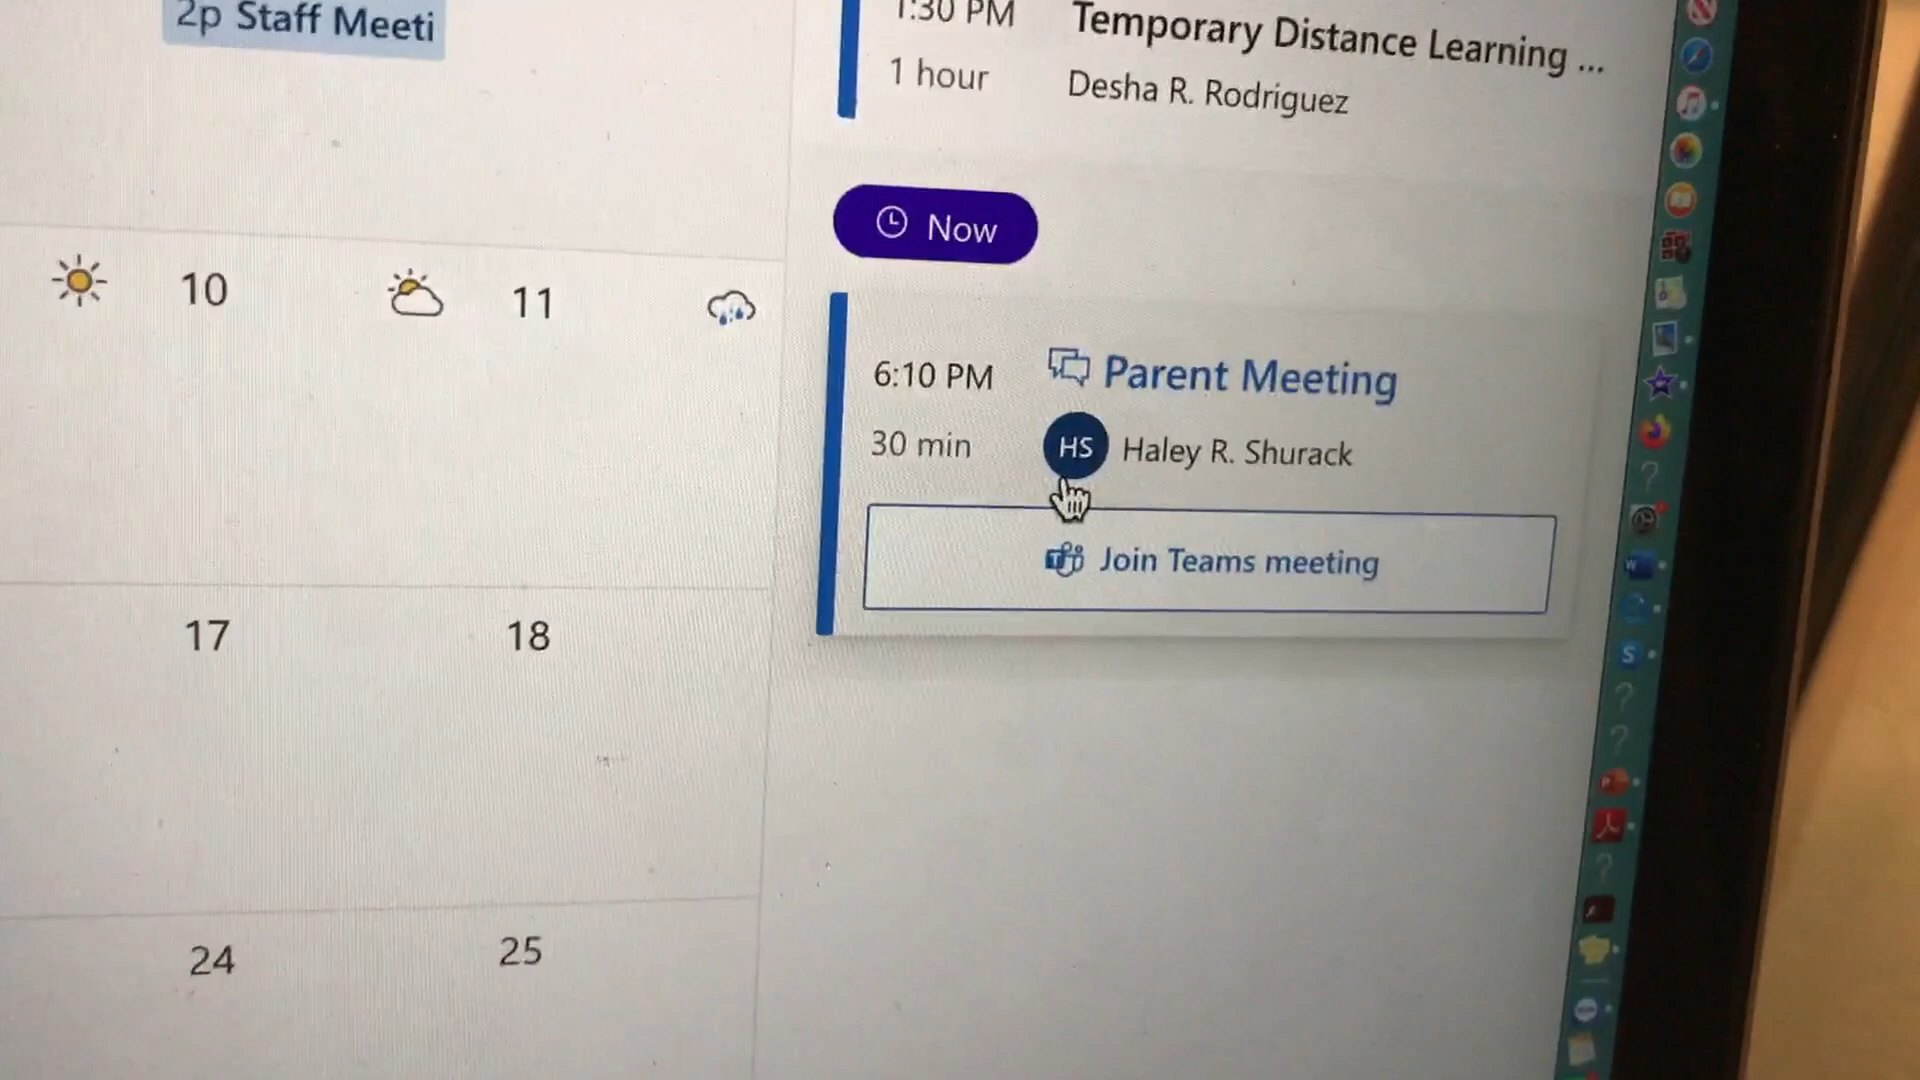 2p Staff Meeti
1:30 PM
Temporary Distance Learning ...
1 hour
Desha R. Rodriguez
Now
10
11
6:10 PM
Parent Meeting
30 min
HS
Haley R. Shurack
Join Teams meeting
17
18
24
25